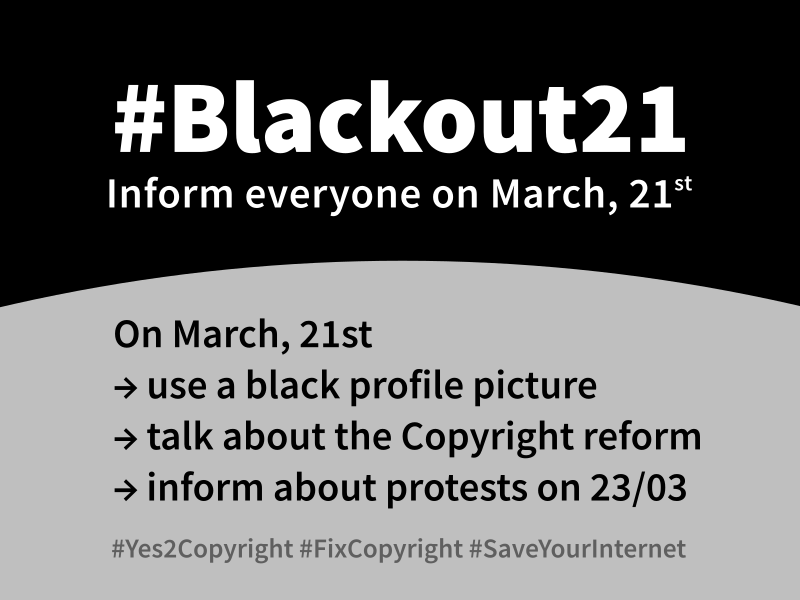 #Blackout21
Inform everyone on March, 21st
On March, 21st
→ use a black profile picture
→ talk about the Copyright reform
→ inform about protests on 23/03
#Yes2Copyright #FixCopyright #SaveYourInternet